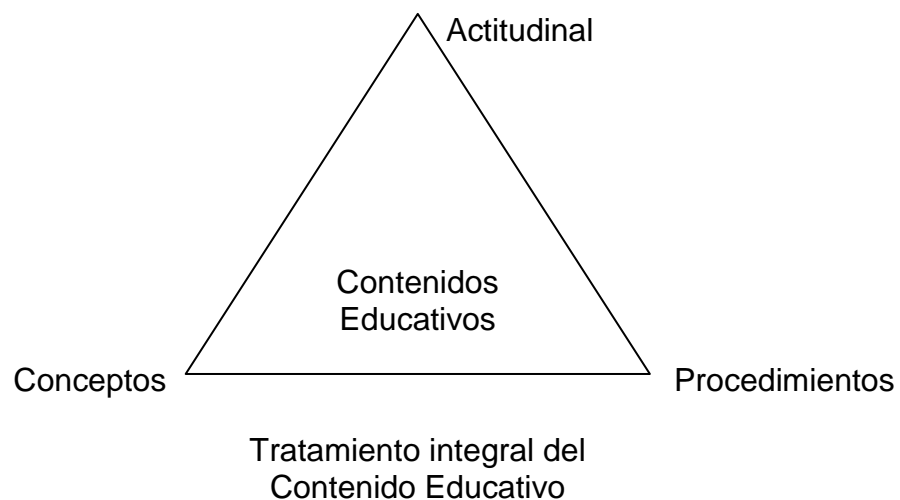 Actitudinal
Contenidos
Educativos
Conceptos
Procedimientos
Tratamiento integral del
Contenido Educativo